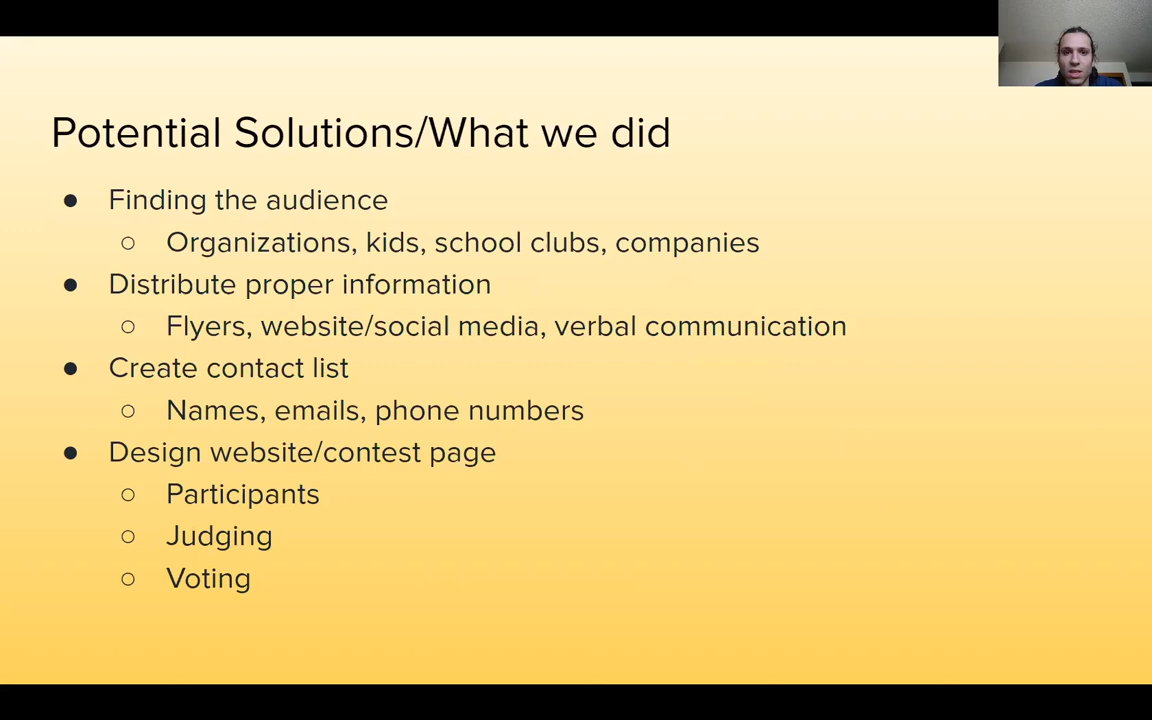 Potential Solutions/What we did
● Finding the audience
○ Organizations, kids, school clubs, companies
● Distribute proper information
○ Flyers, website/social media, verbal communication
● Create contact list
○ Names, emails, phone numbers
● Design website/contest page
○ Participants
○ Judging
○ Voting